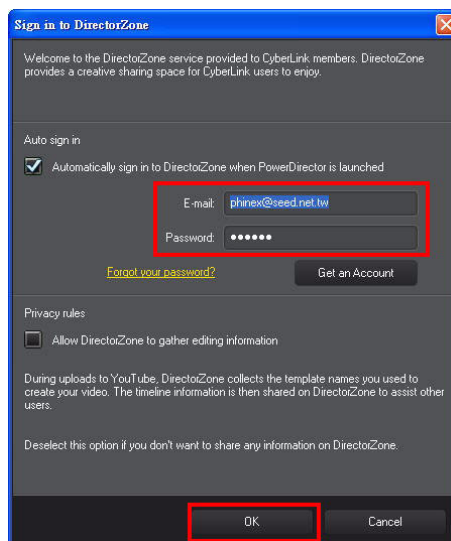 Sign in to DirectorZone
Welcome to the DirectorZone service provided to CyberLink members. DirectorZone
provides a creative sharing space for CyberLink users to enjoy.
Auto sign in
Automatically sign in to DirectorZone when PowerDirector is launched
E-mail: phinex@seed.net.tw
Password: ••••••
Forgot your password? Get an Account
Privacy rules
Allow DirectorZone to gather editing information
During uploads to YouTube, DirectorZone collects the template names you used to
create your video. The timeline information is then shared on DirectorZone to assist other
users.
Deselect this option if you don't want to share any information on DirectorZone.
OK Cancel